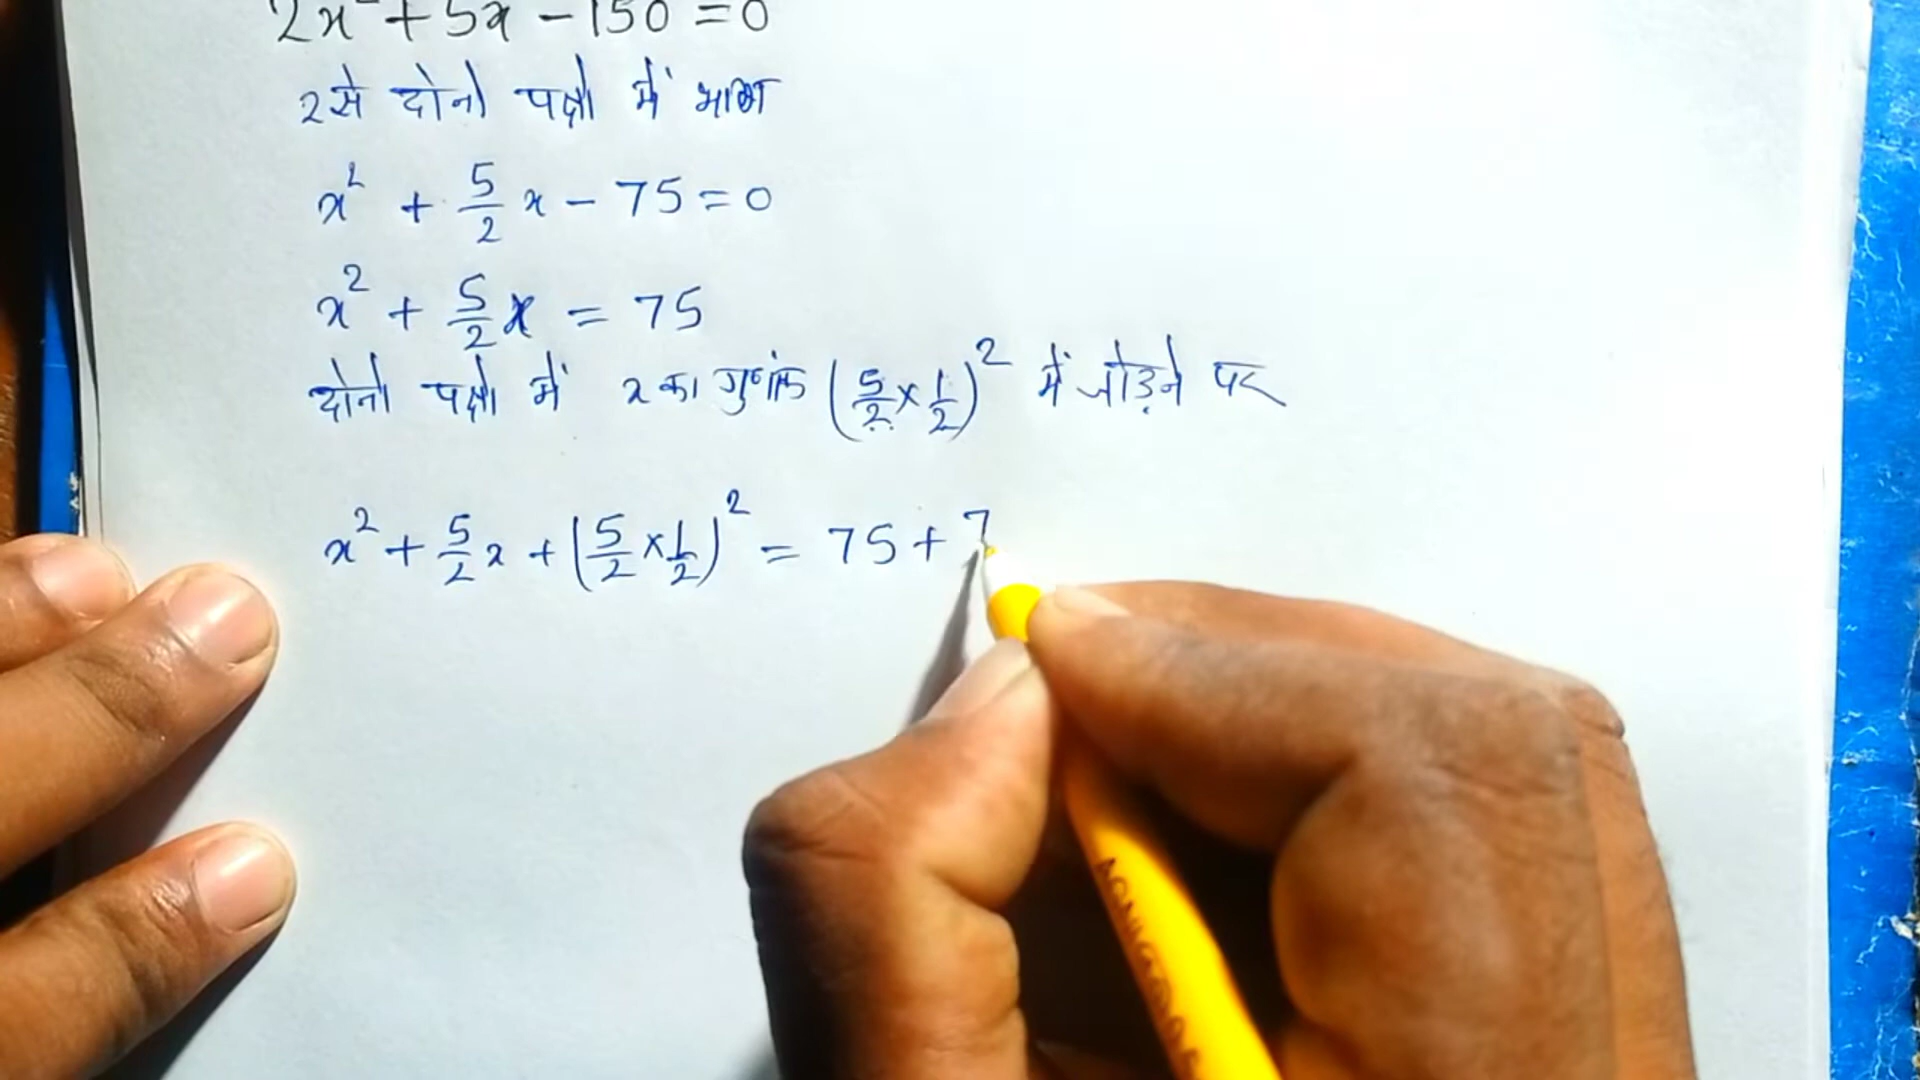 2x² + 5x - 150 = 0
2 से दोनो पक्षो में भाग
x² + 5/2 x - 75 = 0
x² + 5/2 x = 75
दोनो पक्षो में x का गुणांक (5/2 × 1/2)² में जोड़ने पर
x² + 5/2 x + (5/2 × 1/2)² = 75 + 7